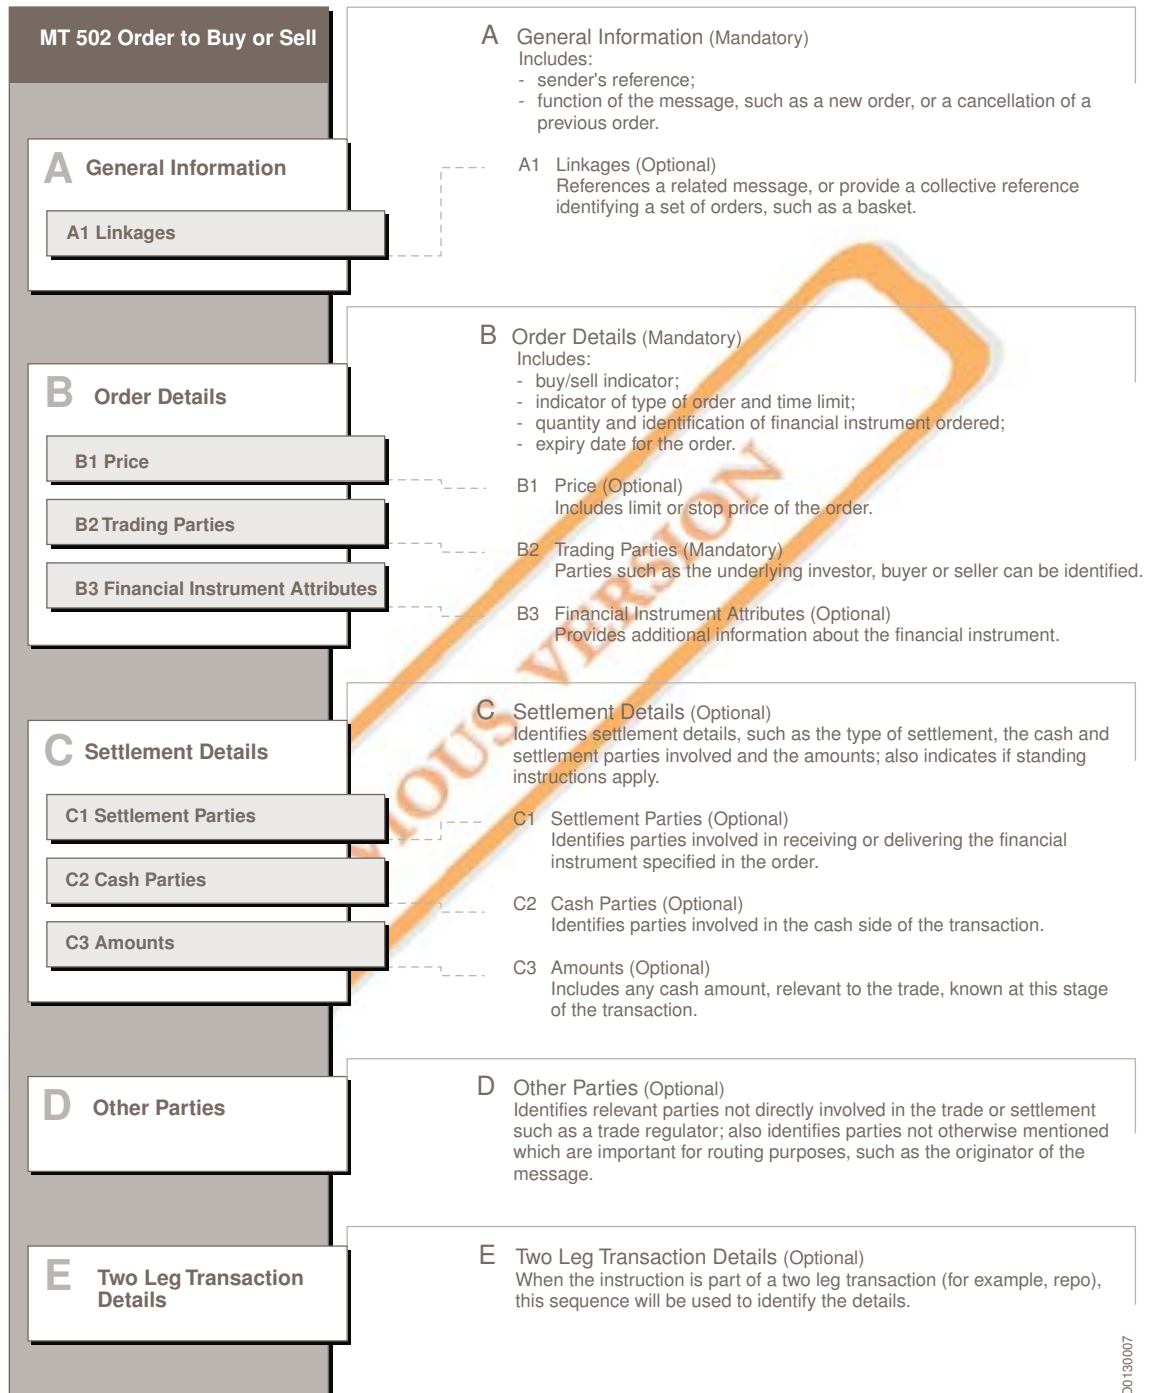 MT 502 Order to Buy or Sell
A General Information
A1 Linkages
B Order Details
B1 Price
B2 Trading Parties
B3 Financial Instrument Attributes
C Settlement Details
C1 Settlement Parties
C2 Cash Parties
C3 Amounts
D Other Parties
E Two Leg Transaction
Details
A General Information (Mandatory)
Includes:
- sender's reference;
- function of the message, such as a new order, or a cancellation of a
previous order.
A1 Linkages (Optional)
References a related message, or provide a collective reference
identifying a set of orders, such as a basket.
B Order Details (Mandatory)
Includes:
- buy/sell indicator;
- indicator of type of order and time limit;
- quantity and identification of financial instrument ordered;
- expiry date for the order.
B1 Price (Optional)
Includes limit or stop price of the order.
B2 Trading Parties (Mandatory)
Parties such as the underlying investor, buyer or seller can be identified.
B3 Financial Instrument Attributes (Optional)
Provides additional information about the financial instrument.
C Settlement Details (Optional)
Identifies settlement details, such as the type of settlement, the cash and
settlement parties involved and the amounts; also indicates if standing
instructions apply.
C1 Settlement Parties (Optional)
Identifies parties involved in receiving or delivering the financial
instrument specified in the order.
C2 Cash Parties (Optional)
Identifies parties involved in the cash side of the transaction.
C3 Amounts (Optional)
Includes any cash amount, relevant to the trade, known at this stage
of the transaction.
D Other Parties (Optional)
Identifies relevant parties not directly involved in the trade or settlement
such as a trade regulator; also identifies parties not otherwise mentioned
which are important for routing purposes, such as the originator of the
message.
E Two Leg Transaction Details (Optional)
When the instruction is part of a two leg transaction (for example, repo),
this sequence will be used to identify the details.
D0130007
VIOUS VERSION